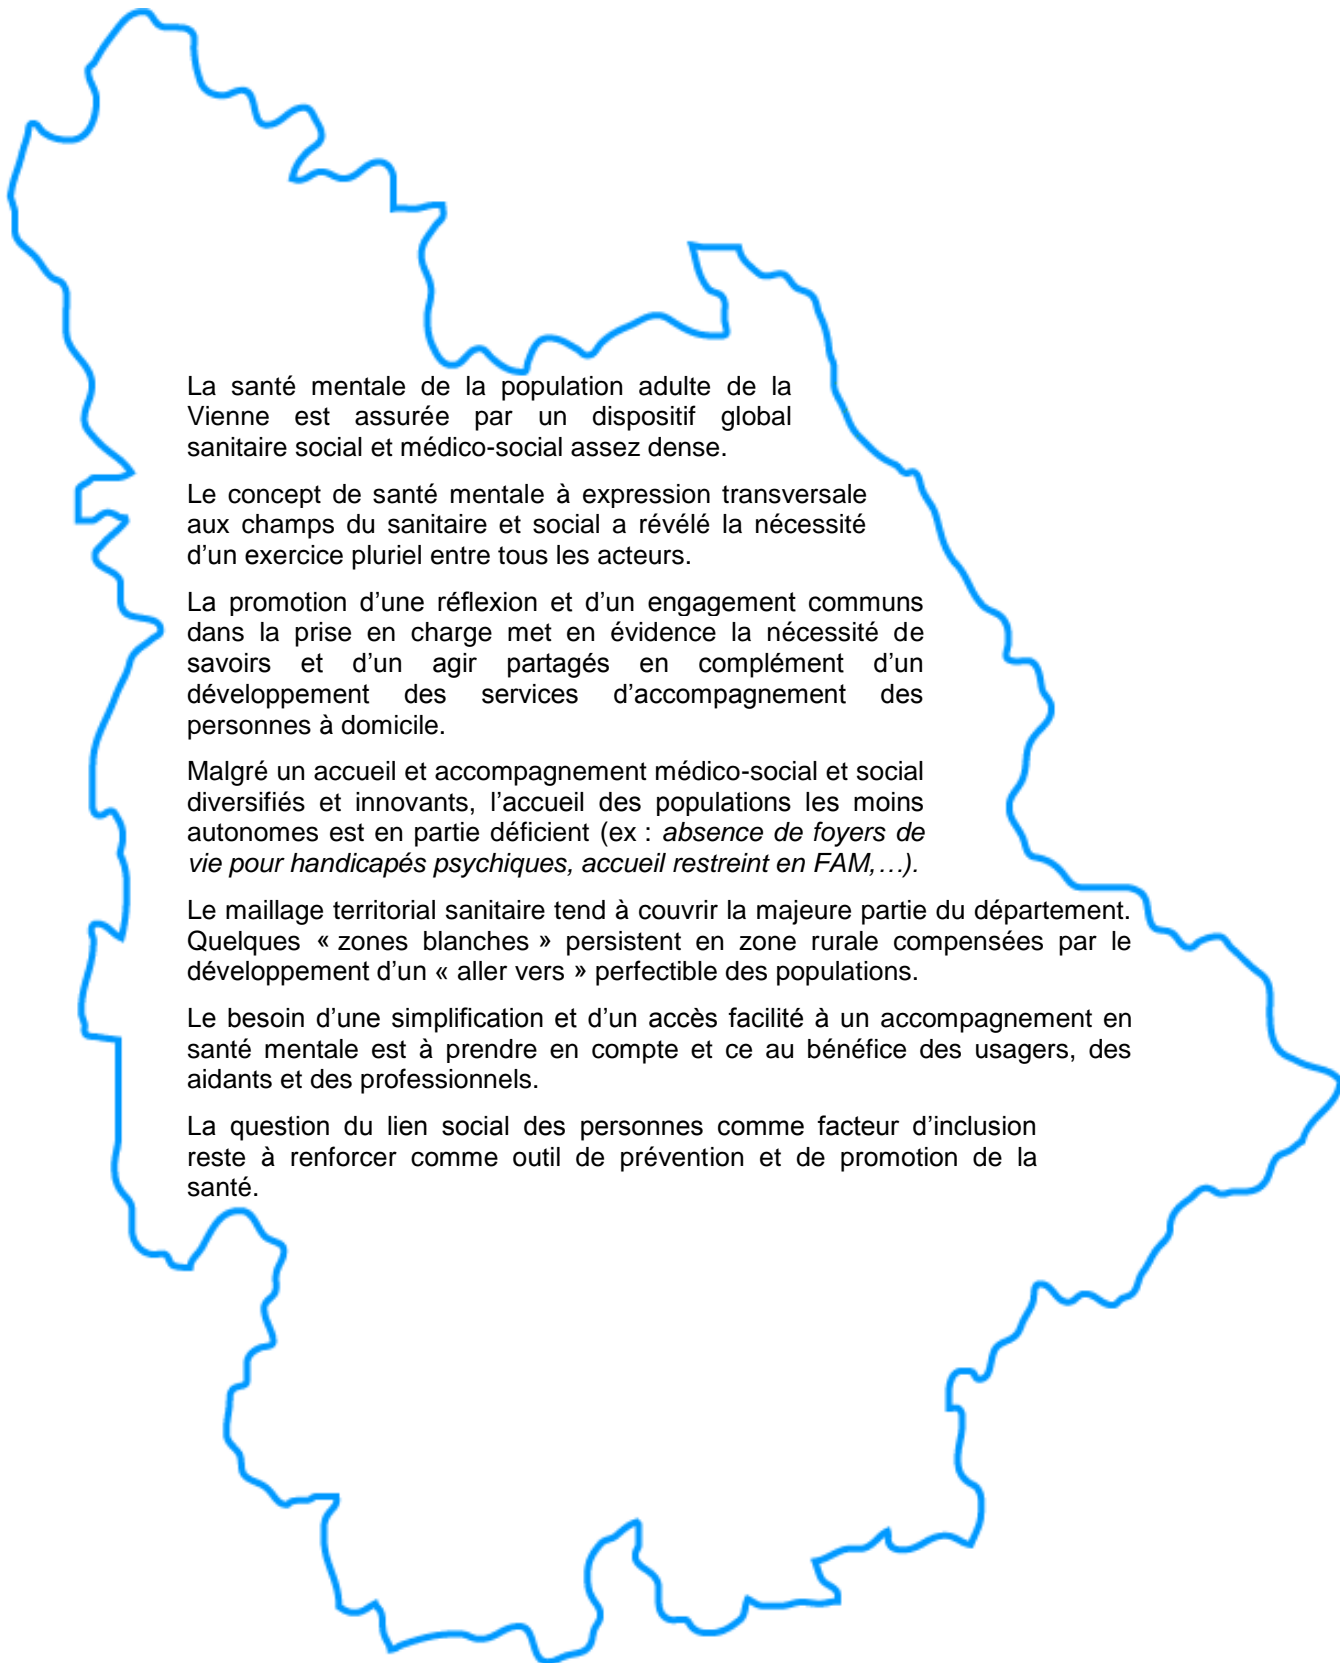 La santé mentale de la population adulte de la
Vienne est assurée par un dispositif global
sanitaire social et médico-social assez dense.
Le concept de santé mentale à expression transversale
aux champs du sanitaire et social a révélé la nécessité
d'un exercice pluriel entre tous les acteurs.
La promotion d'une réflexion et d'un engagement communs
dans la prise en charge met en évidence la nécessité de
savoirs et d'un agir partagés en complément d'un
développement des services d'accompagnement des
personnes à domicile.
Malgré un accueil et accompagnement médico-social et social
diversifiés et innovants, l'accueil des populations les moins
autonomes est en partie déficient (ex : absence de foyers de
vie pour handicapés psychiques, accueil restreint en FAM,…).
Le maillage territorial sanitaire tend à couvrir la majeure partie du département.
Quelques « zones blanches » persistent en zone rurale compensées par le
développement d'un « aller vers » perfectible des populations.
Le besoin d'une simplification et d'un accès facilité à un accompagnement en
santé mentale est à prendre en compte et ce au bénéfice des usagers, des
aidants et des professionnels.
La question du lien social des personnes comme facteur d'inclusion
reste à renforcer comme outil de prévention et de promotion de la
santé.